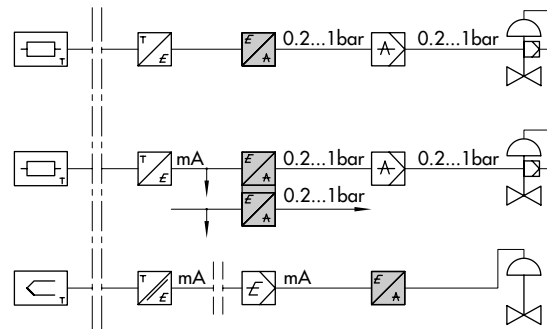 T E E A 0.2...1bar A 0.2...1bar
T
T E mA E A 0.2...1bar A 0.2...1bar
T
E A 0.2...1bar
T E mA E mA E A
T